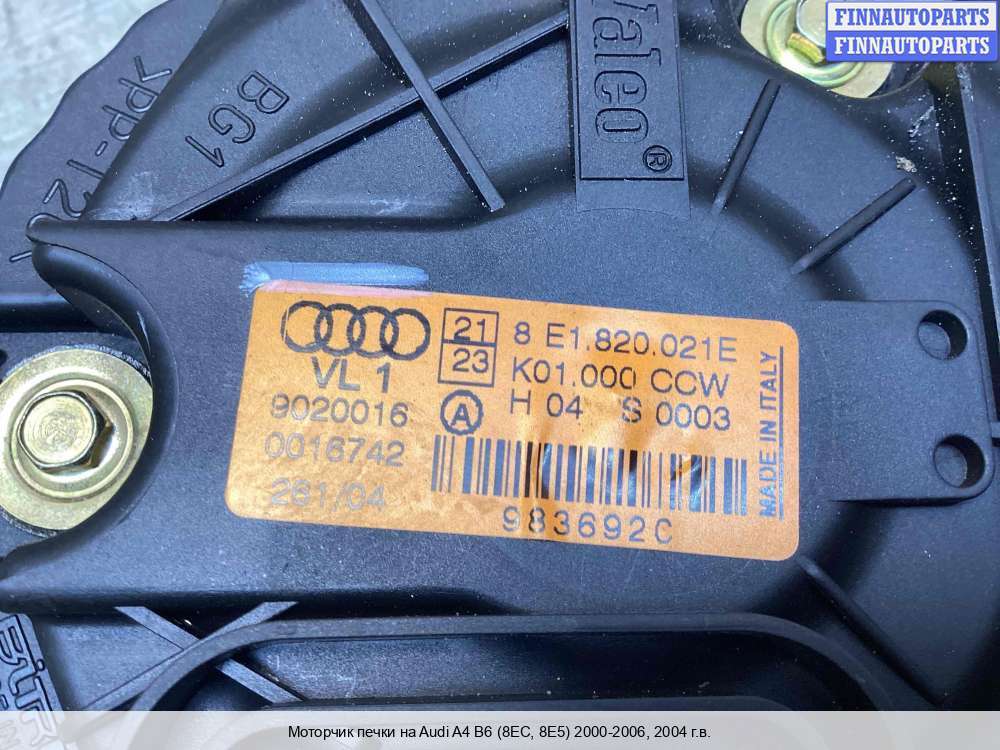 FINNAUTOPARTS
FINNAUTOPARTS
Valeo®
BG1
VL 1
9020016
0016742
261/04
21
23
A
8 E1.820.021E
K01.000 CCW
H 04 S 0003
983692C
MADE IN ITALY
Моторчик печки на Audi A4 B6 (8EC, 8E5) 2000-2006, 2004 г.в.